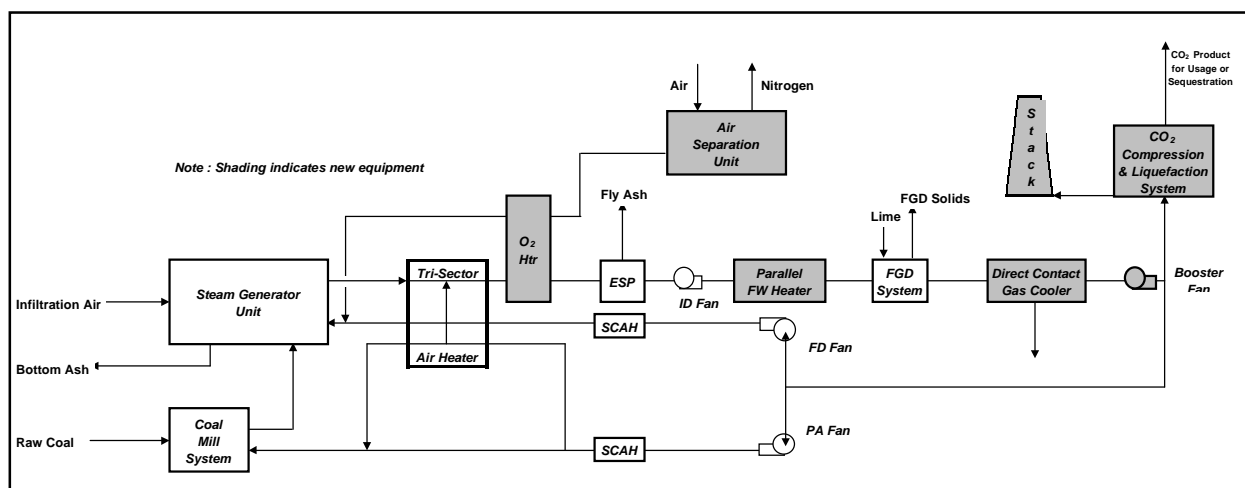 CO₂ Product
for Usage or
Sequestration
Air
Nitrogen
Air
Separation
Unit
S
t
a
c
k
CO₂
Compression
& Liquefaction
System
Note : Shading indicates new equipment
Fly Ash
FGD Solids
Lime
O₂
Htr
Tri-Sector
Air Heater
ESP
ID Fan
Parallel
FW Heater
FGD
System
Direct Contact
Gas Cooler
Booster
Fan
Infiltration Air
Steam Generator
Unit
SCAH
FD Fan
Bottom Ash
Raw Coal
Coal
Mill
System
SCAH
PA Fan